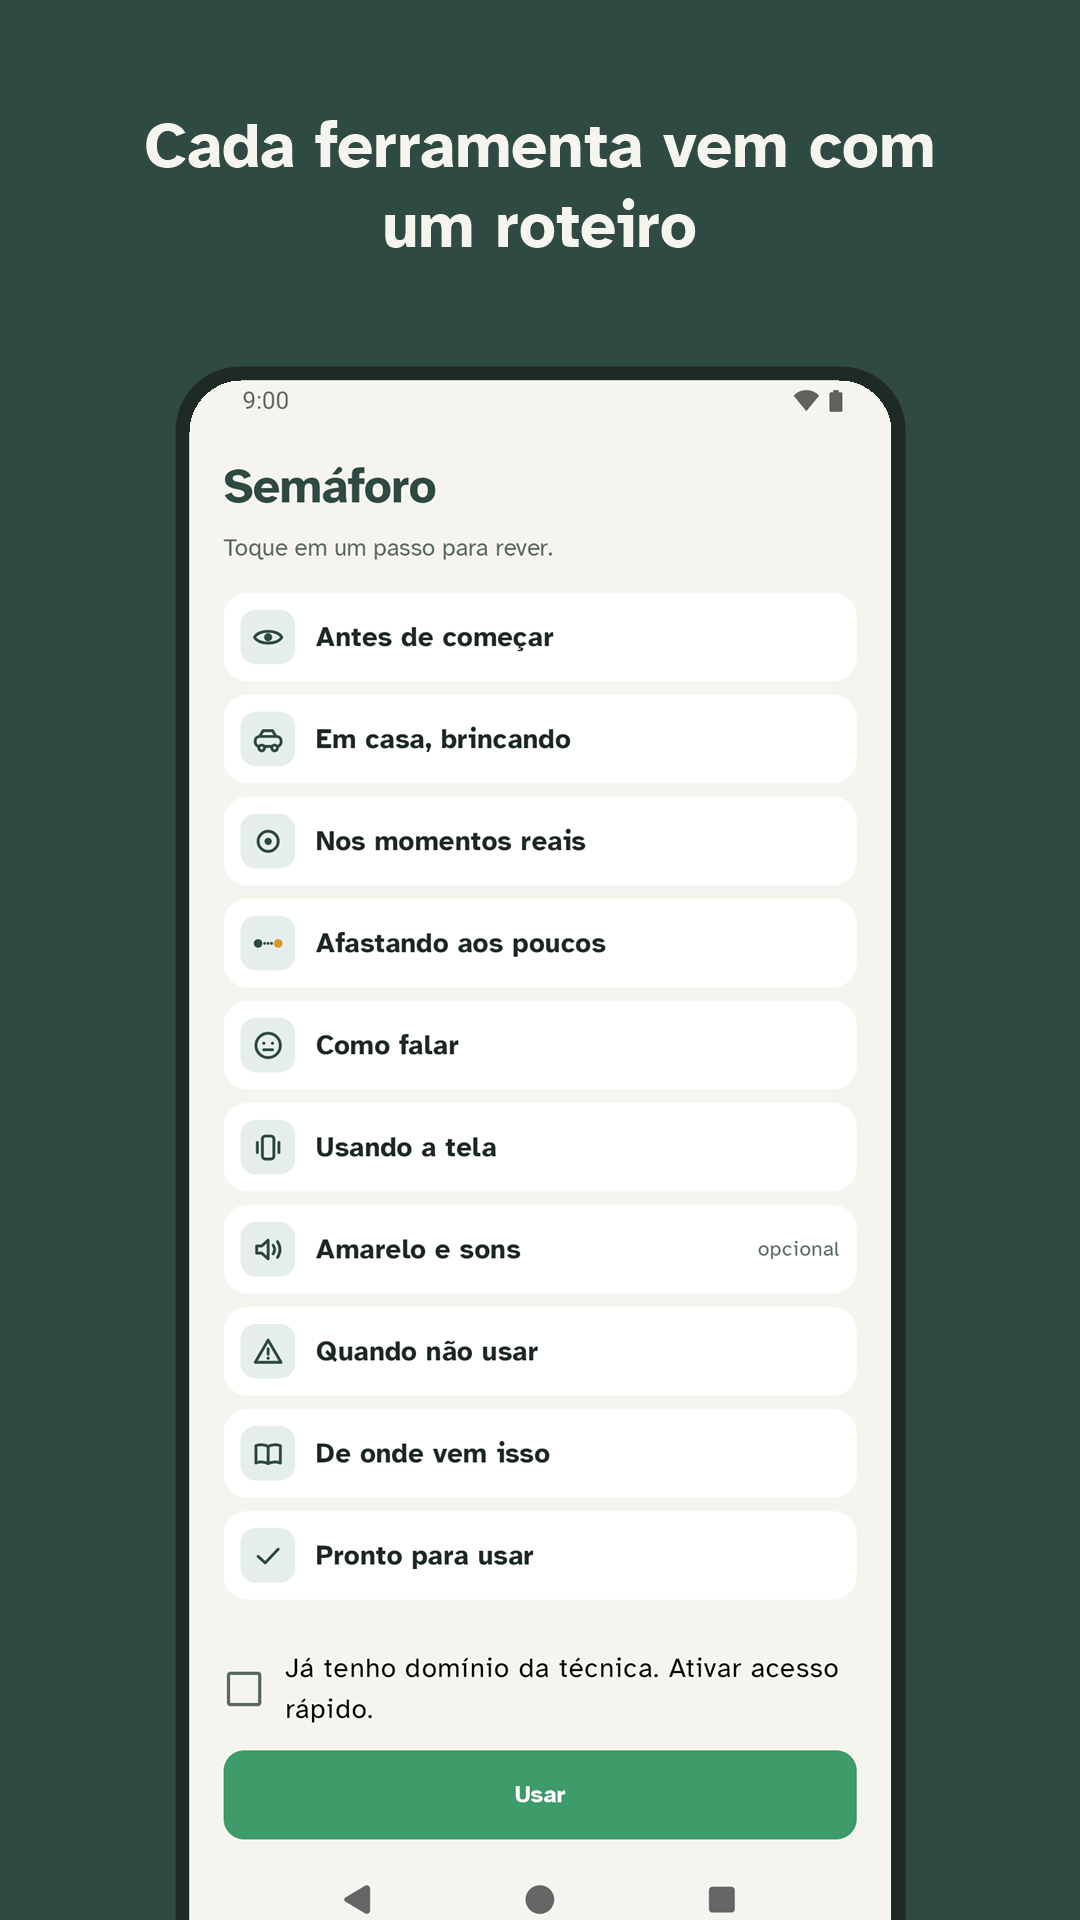 Cada ferramenta vem com
um roteiro
9:00
Semáforo
Toque em um passo para rever.
Antes de começar
Em casa, brincando
Nos momentos reais
Afastando aos poucos
Como falar
Usando a tela
Amarelo e sons
opcional
Quando não usar
De onde vem isso
Pronto para usar
Já tenho domínio da técnica. Ativar acesso
rápido.
Usar